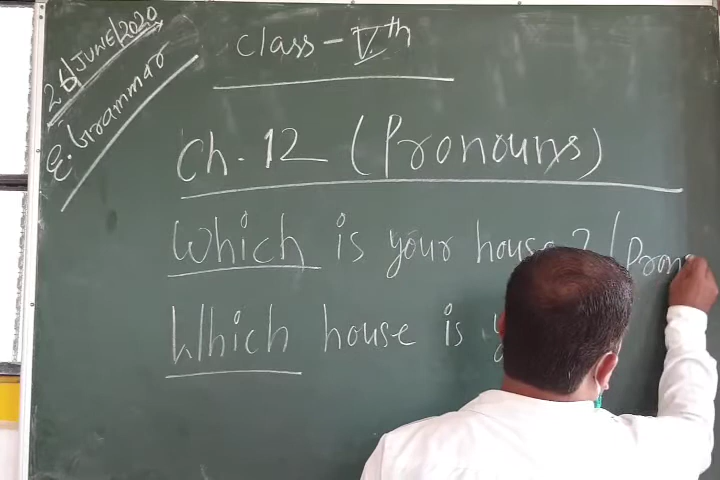 26 JUNE/2020
E. Grammar
Class - Vth
Ch. 12 (Pronouns)
Which is your house? (Pron
Which house is y